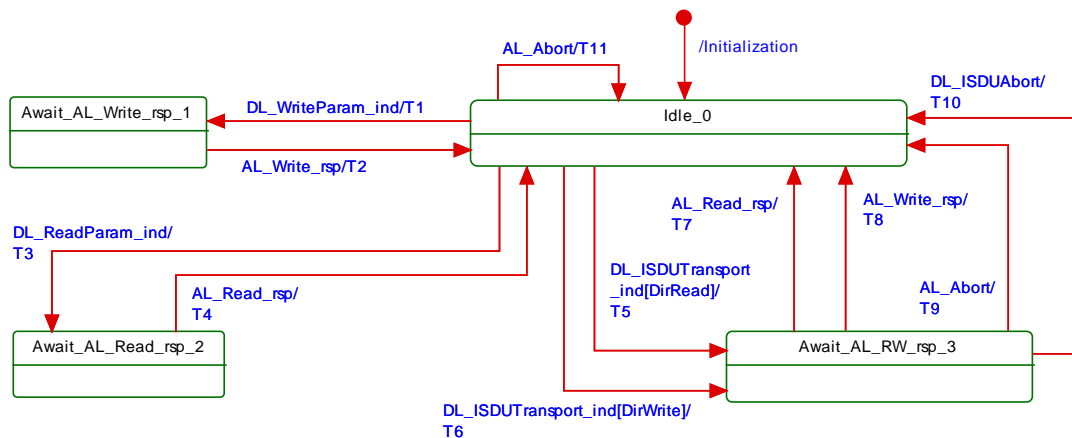 /Initialization
AL_Abort/T11
DL_ISDUAbort/
T10
Await_AL_Write_rsp_1
DL_WriteParam_ind/T1
Idle_0
AL_Write_rsp/T2
AL_Read_rsp/
T7
AL_Write_rsp/
T8
DL_ReadParam_ind/
T3
DL_ISDUTransport
_ind[DirRead]/
T5
AL_Read_rsp/
T4
AL_Abort/
T9
Await_AL_Read_rsp_2
Await_AL_RW_rsp_3
DL_ISDUTransport_ind[DirWrite]/
T6